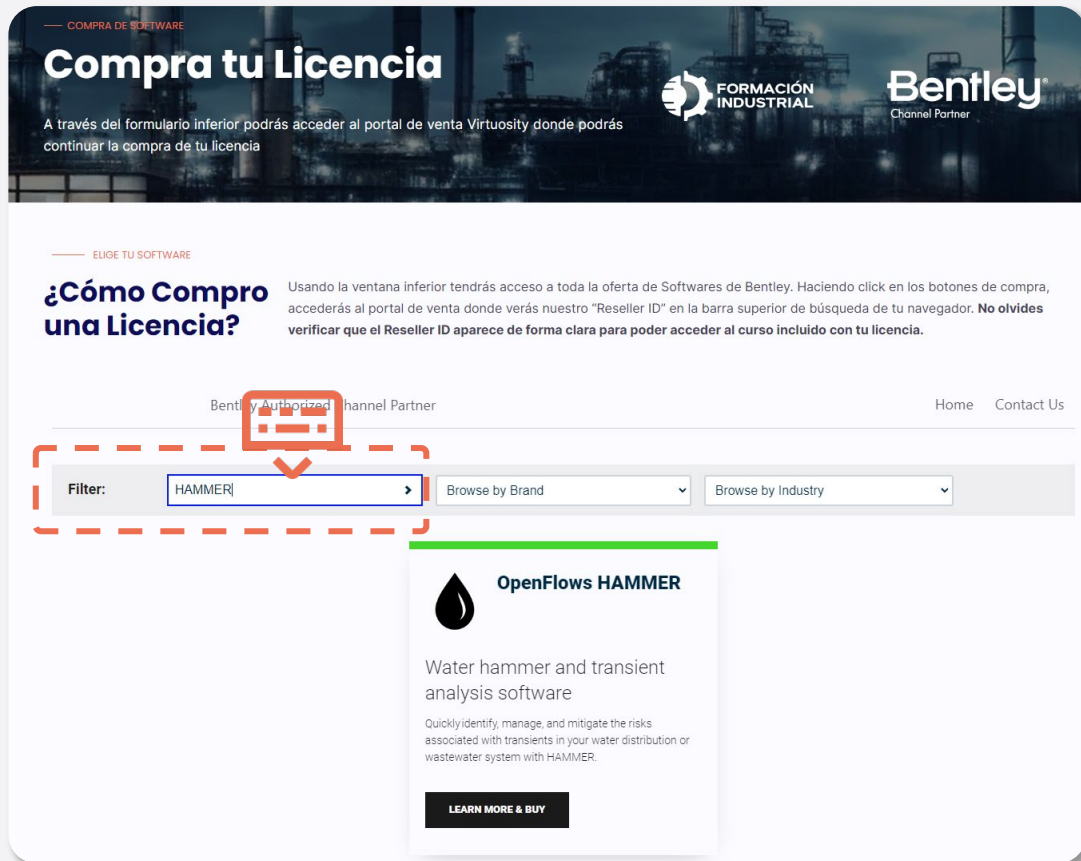 COMPRA DE SOFTWARE
Compra tu Licencia
A través del formulario inferior podrás acceder al portal de venta Virtuosity donde podrás
continuar la compra de tu licencia
FORMACIÓN
INDUSTRIAL
Bentley®
Channel Partner
ELIGE TU SOFTWARE
¿Cómo Compro
una Licencia?
Usando la ventana inferior tendrás acceso a toda la oferta de Softwares de Bentley. Haciendo click en los botones de compra,
accederás al portal de venta donde verás nuestro "Reseller ID" en la barra superior de búsqueda de tu navegador. No olvides
verificar que el Reseller ID aparece de forma clara para poder acceder al curso incluido con tu licencia.
Bentley Authorized Channel Partner
Home Contact Us
Filter: HAMMER Browse by Brand Browse by Industry
OpenFlows HAMMER
Water hammer and transient
analysis software
Quickly identify, manage, and mitigate the risks
associated with transients in your water distribution or
wastewater system with HAMMER.
LEARN MORE & BUY